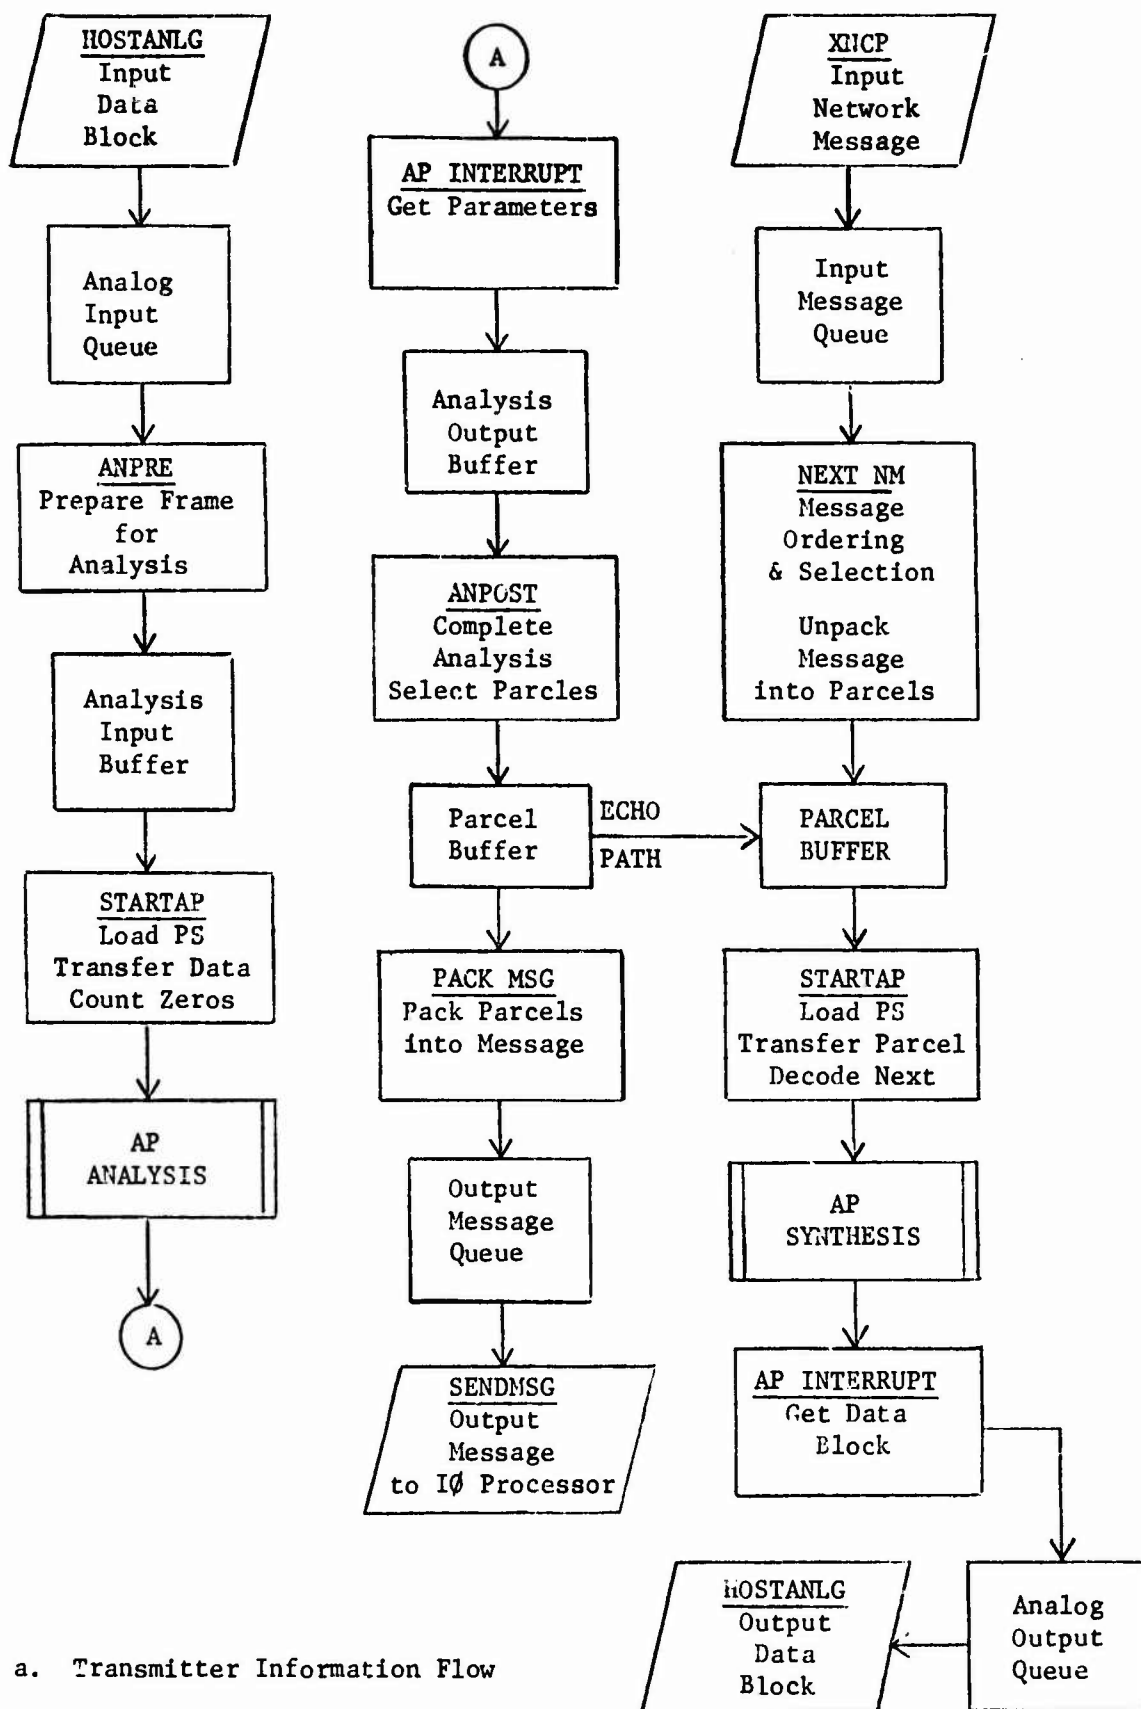 HOSTANLG
Input
Data
Block
Analog
Input
Queue
ANPRE
Prepare Frame
for
Analysis
Analysis
Input
Buffer
STARTAP
Load PS
Transfer Data
Count Zeros
AP
ANALYSIS
A
A
AP INTERRUPT
Get Parameters
Analysis
Output
Buffer
ANPOST
Complete
Analysis
Select Parcles
Parcel
Buffer
ECHO
PATH
PACK MSG
Pack Parcels
into Message
Output
Message
Queue
SENDMSG
Output
Message
to IØ Processor
XNCP
Input
Network
Message
Input
Message
Queue
NEXT NM
Message
Ordering
& Selection
Unpack
Message
into Parcels
PARCEL
BUFFER
STARTAP
Load PS
Transfer Parcel
Decode Next
AP
SYNTHESIS
AP INTERRUPT
Get Data
Block
Analog
Output
Queue
HOSTANLG
Output
Data
Block
a. Transmitter Information Flow